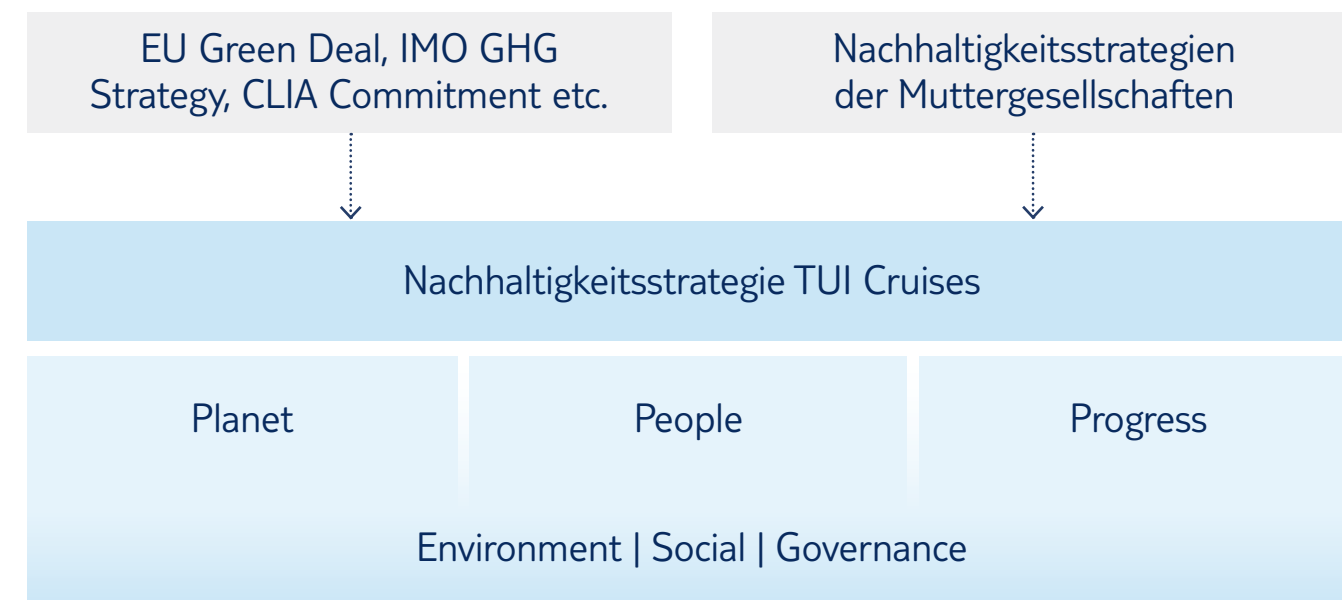 EU Green Deal, IMO GHG
Strategy, CLIA Commitment etc.
Nachhaltigkeitsstrategien
der Muttergesellschaften
Nachhaltigkeitsstrategie TUI Cruises
Planet
People
Progress
Environment | Social | Governance